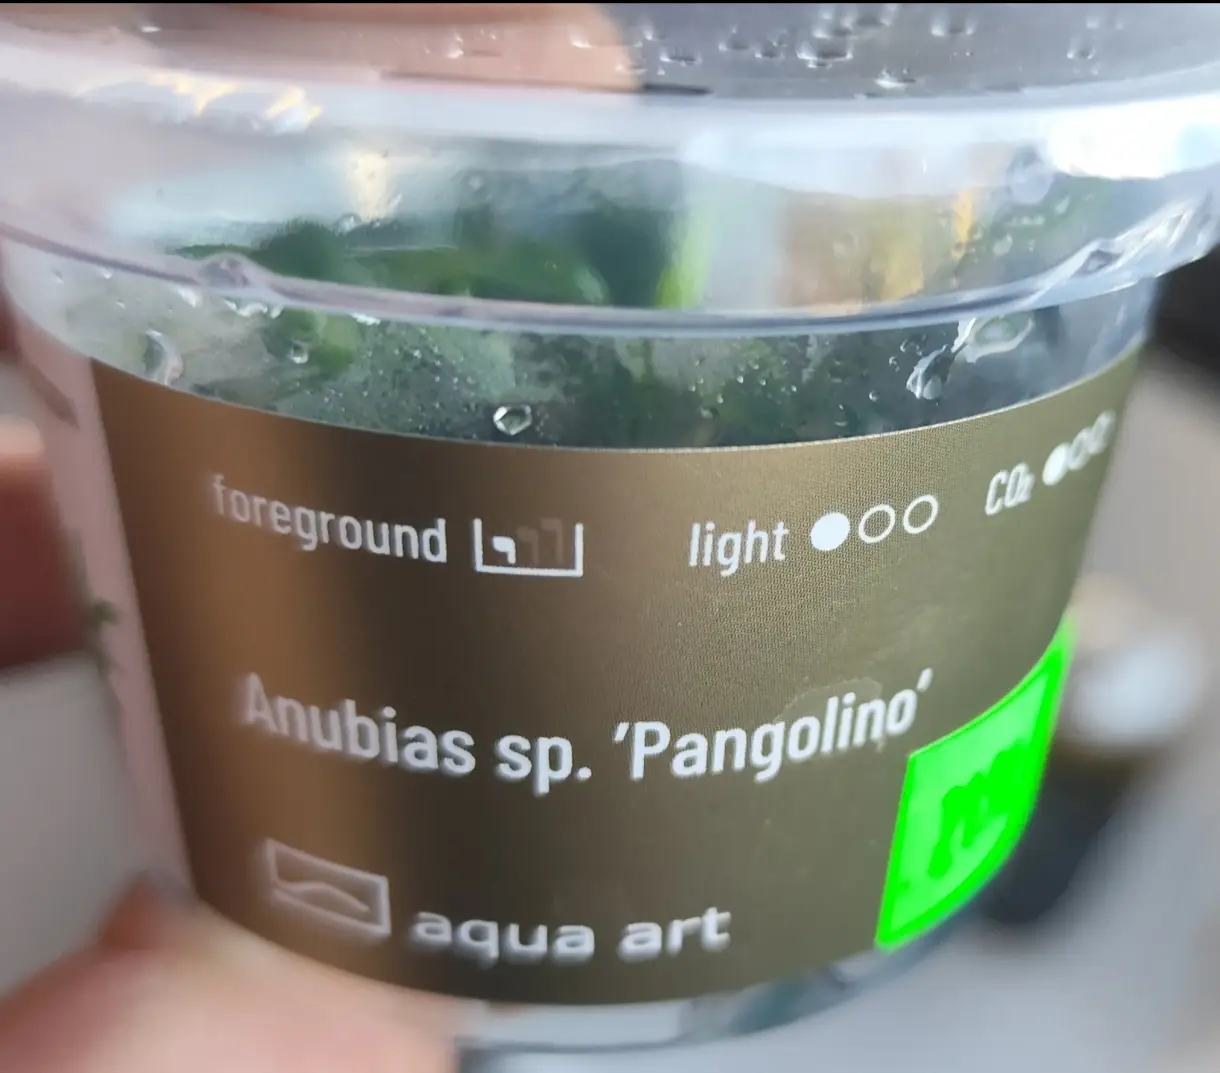 foreground
light
CO₂
Anubias sp. 'Pangolino'
aqua art